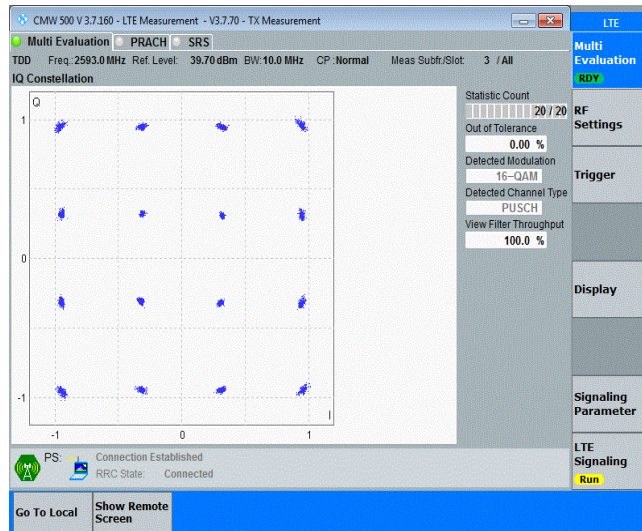 CMW 500 V 3.7.160 - LTE Measurement - V3.7.70 - TX Measurement
LTE
Multi Evaluation PRACH SRS
Multi
Evaluation
RDY
TDD Freq.: 2593.0 MHz Ref. Level: 39.70 dBm BW: 10.0 MHz CP : Normal Meas Subfr./Slot: 3 / All
IQ Constellation
Q
1
0
-1
-1 0 1
I
Statistic Count
20 / 20
Out of Tolerance
0.00 %
Detected Modulation
16-QAM
Detected Channel Type
PUSCH
View Filter Throughput
100.0 %
RF
Settings
Trigger
Display
Signaling
Parameter
LTE
Signaling
Run
PS: Connection Established
RRC State: Connected
Go To Local
Show Remote
Screen